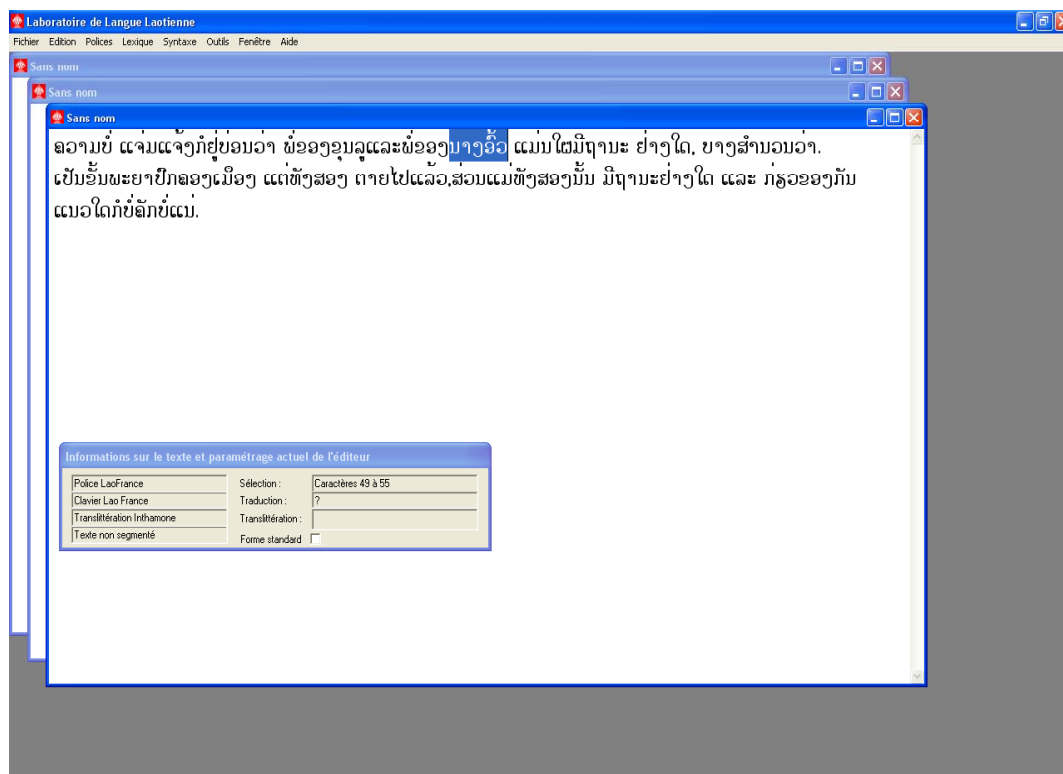 Laboratoire de Langue Laotienne
Fichier Edition Polices Lexique Syntaxe Outils Fenêtre Aide
Sans nom
Sans nom
Sans nom
ຄວາມບໍ່ ແຈ່ມແຈ້ງກໍຢູ່ບ່ອນວ່າ ພໍ່ຂອງຂຸນລູແລະພໍ່ຂອງນາງອົ້ວ ແມ່ນໃຜມີຖານະ ຢ່າງໃດ, ບາງສຳນວນວ່າ.
ເປັນຂັ້ນພະຍາປົກຄອງເມືອງ ແຕ່ທັງສອງ ຕາຍໄປແລ້ວ,ສ່ວນແມ່ທັງສອງນັ້ນ ມີຖານະຢ່າງໃດ ແລະ ກ່ຽວຂອງກັນ
ແນວໃດກໍບໍ່ຄັກບໍ່ແນ່.
Informations sur le texte et paramétrage actuel de l'éditeur
Police LaoFrance Sélection : Caractères 49 à 55
Clavier Lao France Traduction : ?
Translittération Inthamone Translittération :
Texte non segmenté Forme standard